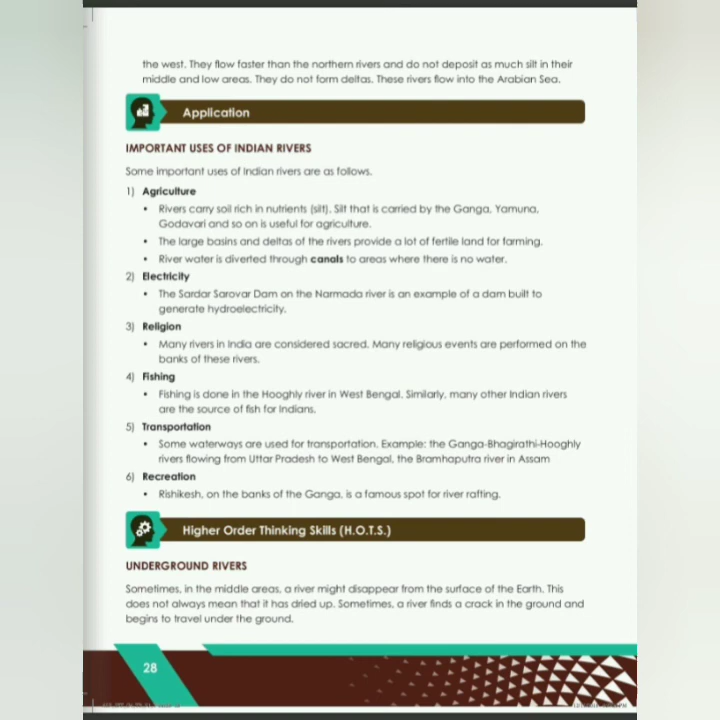 the west. They flow faster than the northern rivers and do not deposit as much silt in their
middle and low areas. They do not form deltas. These rivers flow into the Arabian Sea.
Application
IMPORTANT USES OF INDIAN RIVERS
Some important uses of Indian rivers are as follows.
1) Agriculture
• Rivers carry soil rich in nutrients (silt). Silt that is carried by the Ganga, Yamuna,
Godavari and so on is useful for agriculture.
• The large basins and deltas of the rivers provide a lot of fertile land for farming.
• River water is diverted through canals to areas where there is no water.
2) Electricity
• The Sardar Sarovar Dam on the Narmada river is an example of a dam built to
generate hydroelectricity.
3) Religion
• Many rivers in India are considered sacred. Many religious events are performed on the
banks of these rivers.
4) Fishing
• Fishing is done in the Hooghly river in West Bengal. Similarly, many other Indian rivers
are the source of fish for Indians.
5) Transportation
• Some waterways are used for transportation. Example: the Ganga-Bhagirathi-Hooghly
rivers flowing from Uttar Pradesh to West Bengal, the Bramhaputra river in Assam
6) Recreation
• Rishikesh, on the banks of the Ganga, is a famous spot for river rafting.
Higher Order Thinking Skills (H.O.T.S.)
UNDERGROUND RIVERS
Sometimes, in the middle areas, a river might disappear from the surface of the Earth. This
does not always mean that it has dried up. Sometimes, a river finds a crack in the ground and
begins to travel under the ground.
28